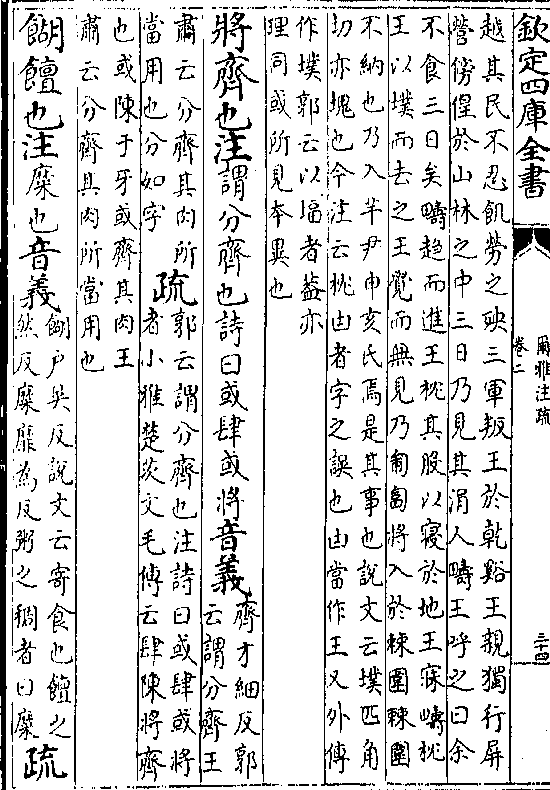 欽定四庫全書
爾雅注疏
卷二
三十四
越其民不忍飢勞之殃三軍叛王於乾谿王親獨行屏
營傍偟於山林之中三日乃見其涓人疇王呼之曰余
不食三日矣疇趨而進王枕其股以寢於地王寐疇枕
王以墣而去之王覺而無見乃匍匐將入於棘圍棘圍
不納也乃入芊尹申亥氏焉是其事也說文云墣匹角
切亦塊也今注云枕由者字之誤也由當作王又外傳
作墣郭云以堛者蓋亦
理同或所見本異也
將齊也注謂分齊也詩曰或肆或將音義齊才細反郭
云謂分齊王
肅云分齊其肉所
當用也分如字
疏郭云謂分齊也注詩曰或肆或將
者小雅楚茨文毛傳云肆陳將齊
也或陳于牙或齊其肉王
肅云分齊其肉所當用也
餬饘也注糜也音義餬戶吳反說文云寄食也饘之
然反糜靡為反粥之稠者曰糜疏